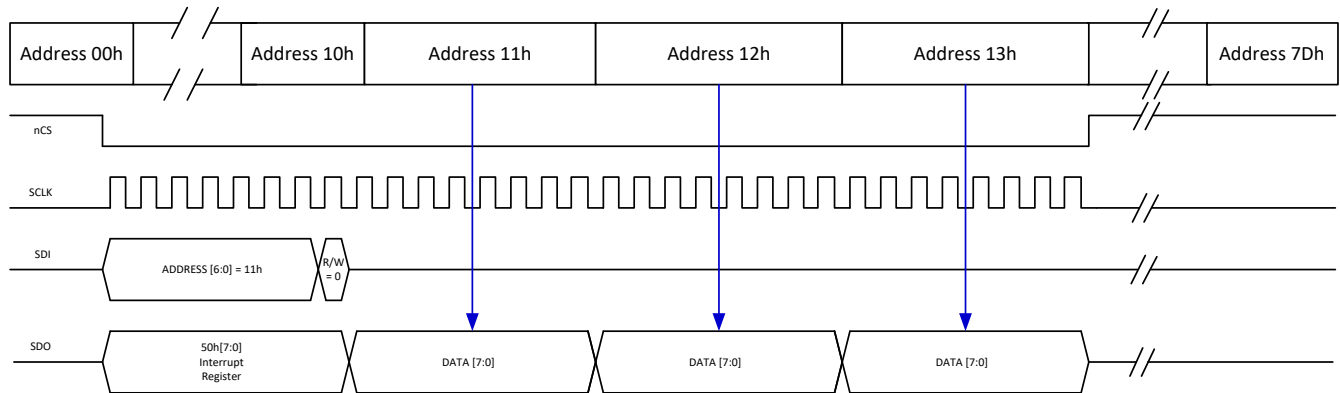 Address 00h
Address 10h
Address 11h
Address 12h
Address 13h
Address 7Dh
nCS
SCLK
SDI
ADDRESS [6:0] = 11h
R/W
= 0
SDO
50h[7:0]
Interrupt
Register
DATA [7:0]
DATA [7:0]
DATA [7:0]